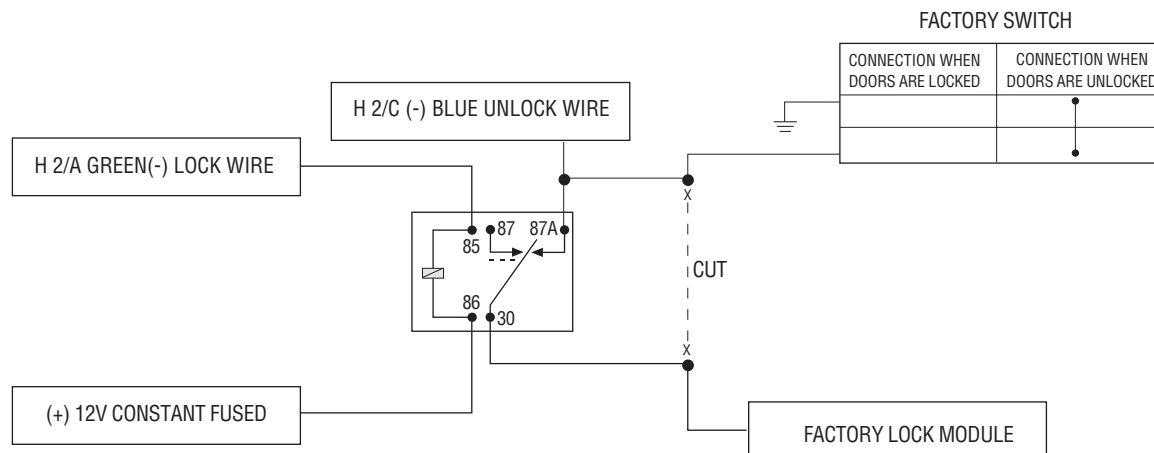 FACTORY SWITCH
CONNECTION WHEN
DOORS ARE LOCKED
CONNECTION WHEN
DOORS ARE UNLOCKED
H 2/C (-) BLUE UNLOCK WIRE
H 2/A GREEN(-) LOCK WIRE
87
87A
85
X
CUT
86
30
X
(+) 12V CONSTANT FUSED
FACTORY LOCK MODULE